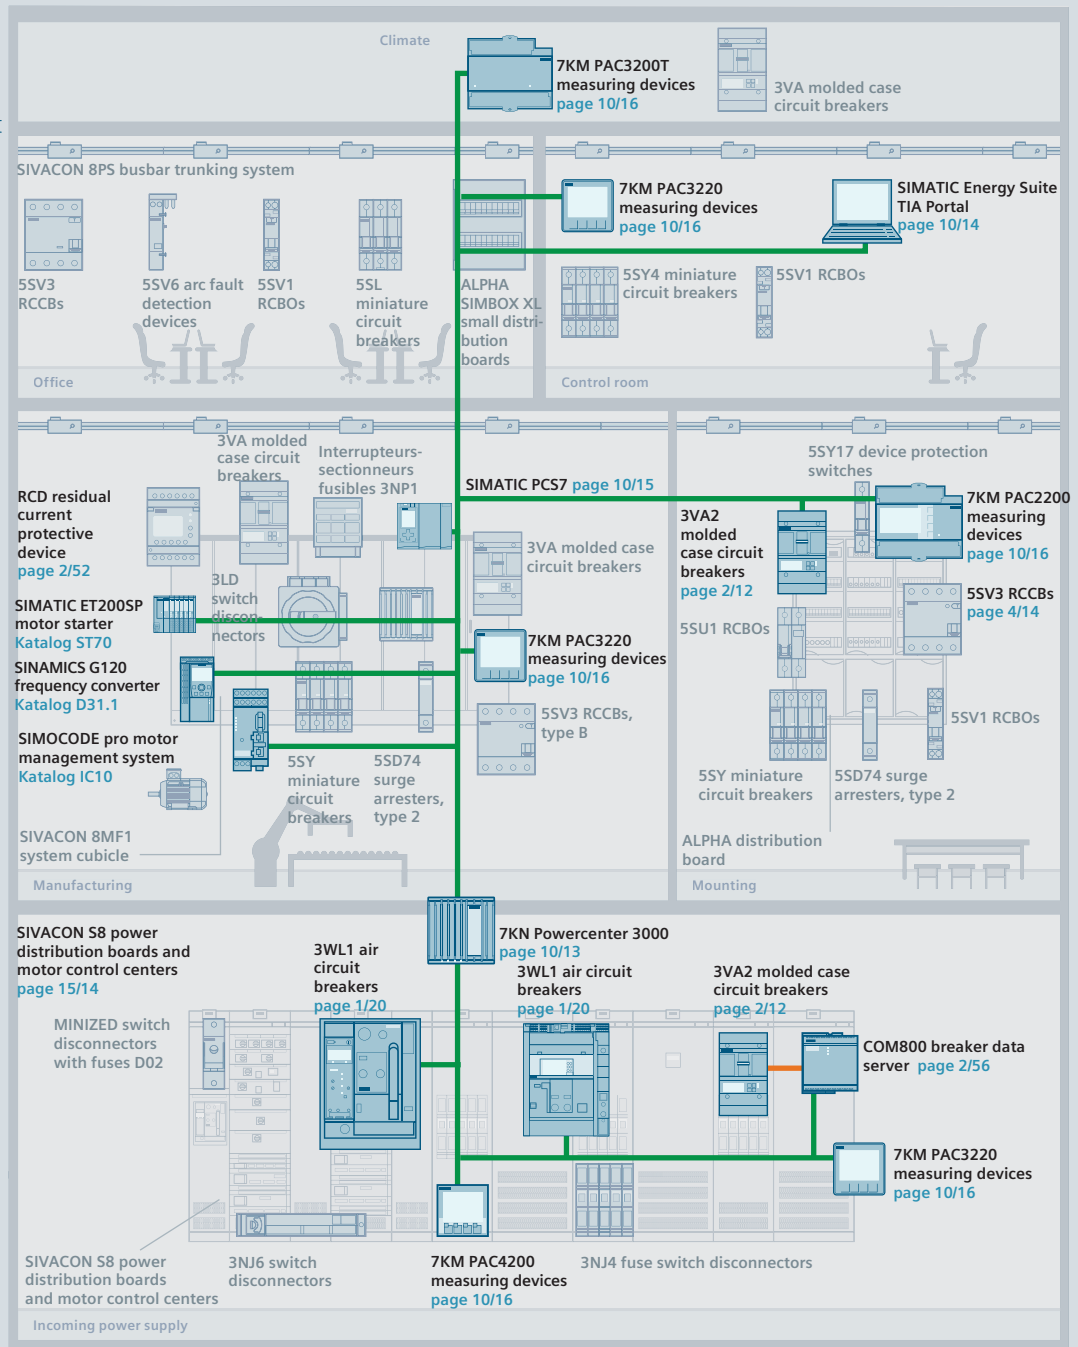 Climate
7KM PAC3200T
measuring devices
page 10/16
3VA molded case
circuit breakers
SIVACON 8PS busbar trunking system
7KM PAC3220
measuring devices
page 10/16
SIMATIC Energy Suite
TIA Portal
page 10/14
5SV3
RCCBs
5SV6 arc fault
detection
devices
5SV1
RCBOs
5SL
miniature
circuit
breakers
ALPHA
SIMBOX XL
small distri-
bution
boards
5SY4 miniature
circuit breakers
5SV1 RCBOs
Office
Control room
3VA molded
case circuit
breakers
Interrupteurs-
sectionneurs
fusibles 3NP1
SIMATIC PCS7 page 10/15
5SY17 device protection
switches
RCD residual
current
protective
device
page 2/52
3VA molded case
circuit breakers
3VA2
molded
case circuit
breakers
page 2/12
7KM PAC2200
measuring
devices
page 10/16
3LD
switch
discon-
nectors
SIMATIC ET200SP
motor starter
Katalog ST70
7KM PAC3220
measuring devices
page 10/16
5SU1 RCBOs
5SV3 RCCBs
page 4/14
SINAMICS G120
frequency converter
Katalog D31.1
SIMOCODE pro motor
management system
Katalog IC10
5SV3 RCCBs,
type B
5SV1 RCBOs
5SY
miniature
circuit
breakers
5SD74
surge
arresters,
type 2
5SY miniature
circuit breakers
5SD74 surge
arresters, type 2
SIVACON 8MF1
system cubicle
ALPHA distribution
board
Manufacturing
Mounting
SIVACON S8 power
distribution boards and
motor control centers
page 15/14
7KN Powercenter 3000
page 10/13
3WL1 air
circuit
breakers
page 1/20
3WL1 air circuit
breakers
page 1/20
3VA2 molded case
circuit breakers
page 2/12
MINIZED switch
disconnectors
with fuses D02
COM800 breaker data
server page 2/56
7KM PAC3220
measuring devices
page 10/16
SIVACON S8 power
distribution boards
and motor control centers
3NJ6 switch
disconnectors
7KM PAC4200
measuring devices
page 10/16
3NJ4 fuse switch disconnectors
Incoming power supply